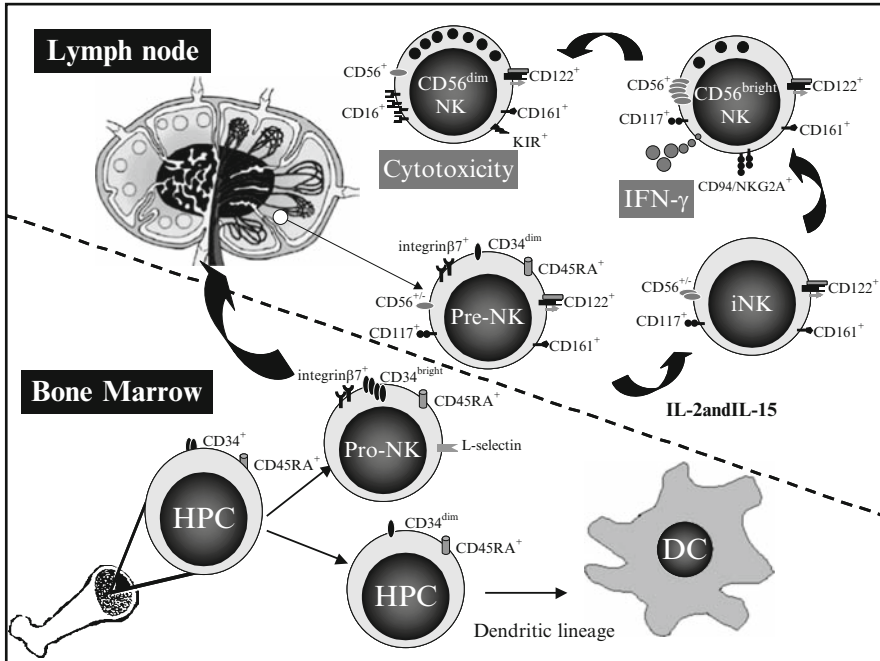 Lymph node
CD56⁺
CD16⁺
CD56ᵈⁱᵐ
NK
CD122⁺
CD161⁺
KIR⁺
Cytotoxicity
CD56⁺
CD117⁺
CD56ᵇʳⁱᵍʰᵗ
NK
CD122⁺
CD161⁺
CD94/NKG2A⁺
IFN-γ
integrinβ7⁺
CD34ᵈⁱᵐ
CD45RA⁺
CD56⁺/⁻
CD117⁺
Pre-NK
CD122⁺
CD161⁺
CD56⁺/⁻
CD117⁺
iNK
CD122⁺
CD161⁺
IL-2andIL-15
Bone Marrow
integrinβ7⁺
CD34ᵇʳⁱᵍʰᵗ
CD45RA⁺
Pro-NK
L-selectin
CD34⁺
CD45RA⁺
HPC
CD34ᵈⁱᵐ
CD45RA⁺
HPC
Dendritic lineage
DC